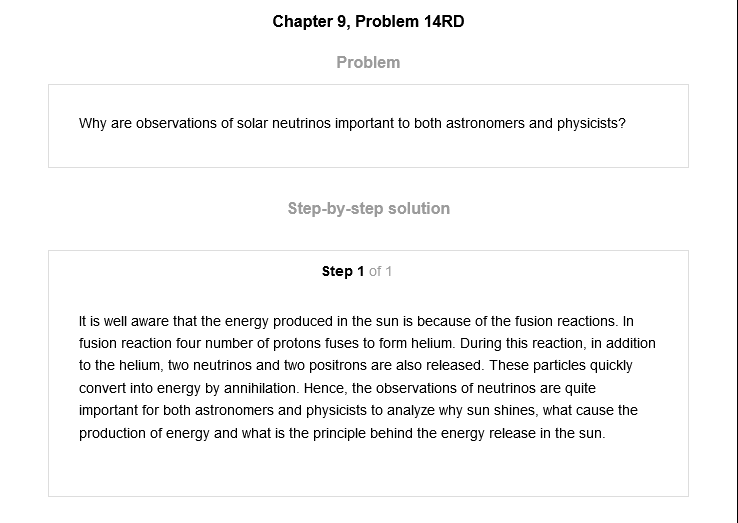 Chapter 9, Problem 14RD
Problem
Why are observations of solar neutrinos important to both astronomers and physicists?
Step-by-step solution
Step 1 of 1
It is well aware that the energy produced in the sun is because of the fusion reactions. In
fusion reaction four number of protons fuses to form helium. During this reaction, in addition
to the helium, two neutrinos and two positrons are also released. These particles quickly
convert into energy by annihilation. Hence, the observations of neutrinos are quite
important for both astronomers and physicists to analyze why sun shines, what cause the
production of energy and what is the principle behind the energy release in the sun.